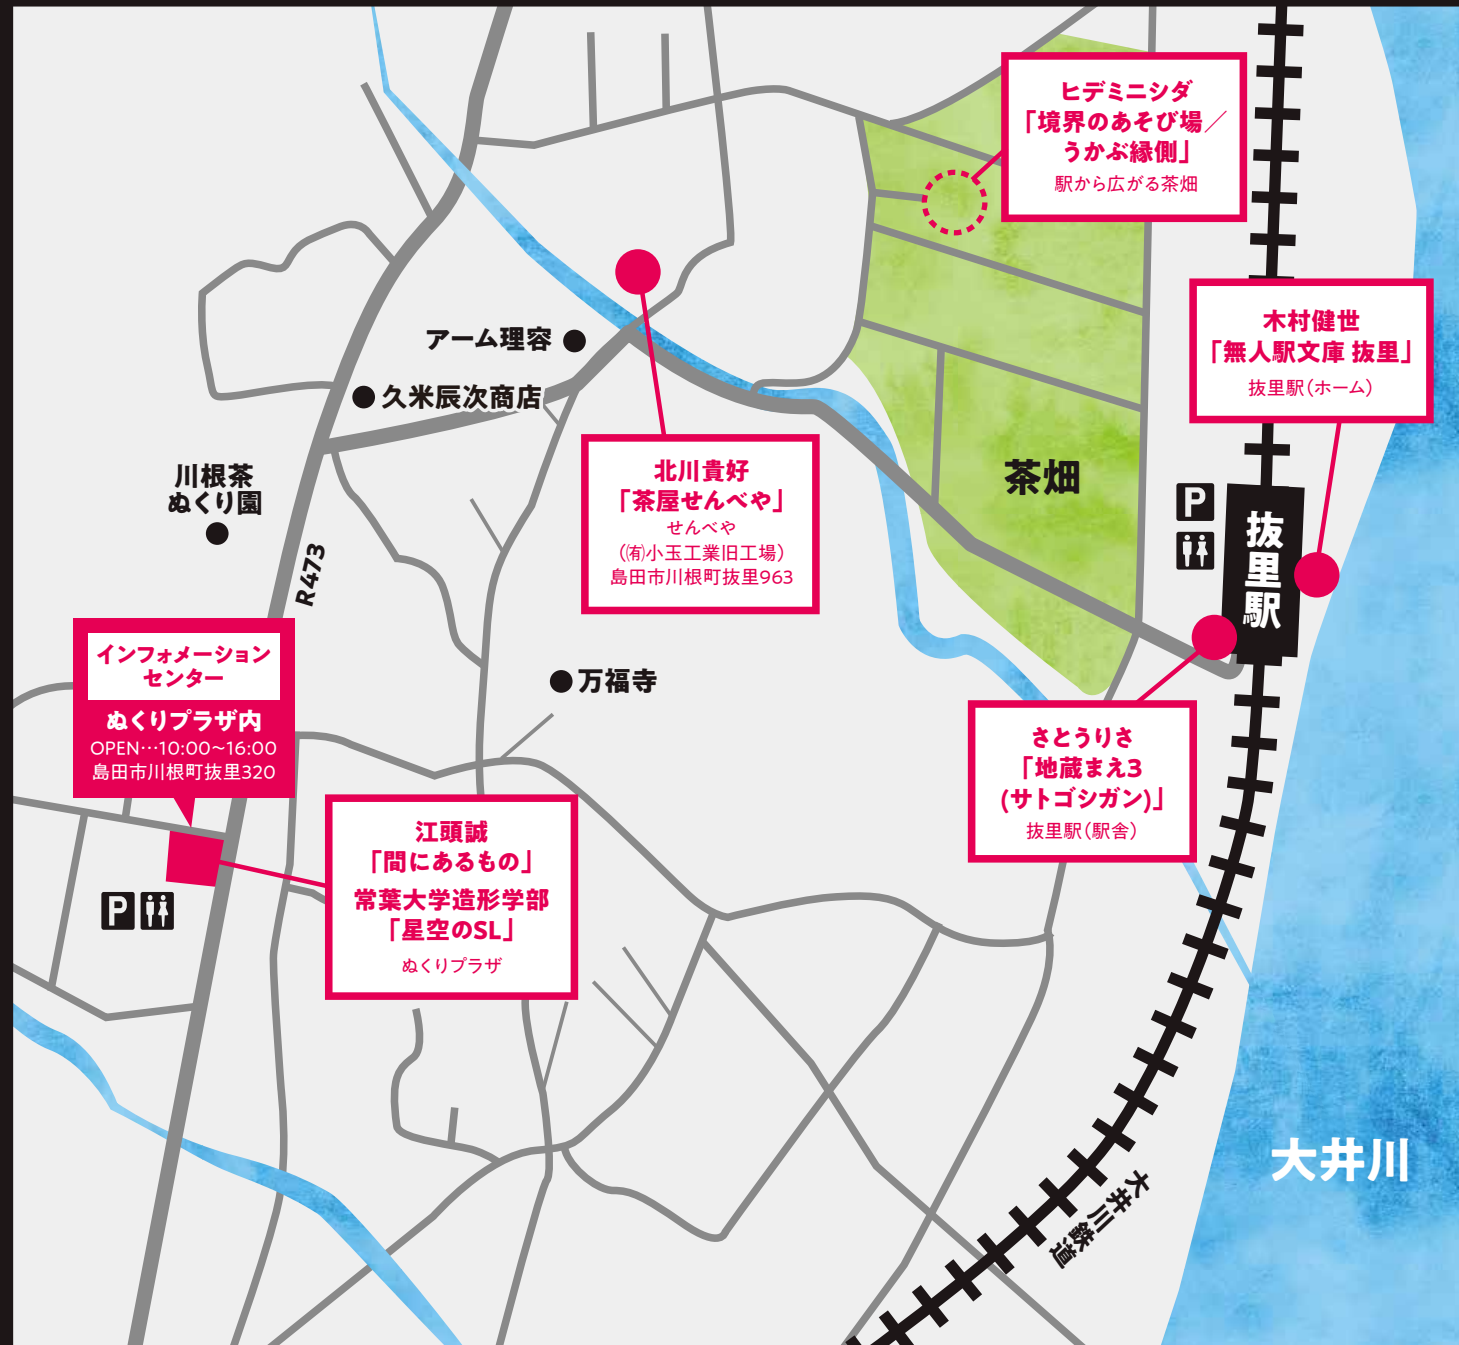 ヒデミニシダ
「境界のあそび場／
うかぶ縁側」
駅から広がる茶畑
木村健世
「無人駅文庫 抜里」
抜里駅（ホーム）
アーム理容
久米辰次商店
川根茶
ぬくり園
R473
北川貴好
「茶屋せんべや」
せんべや
（㈲小玉工業旧工場）
島田市川根町抜里963
茶畑
P
抜里駅
万福寺
インフォメーション
センター
ぬくりプラザ内
OPEN…10:00~16:00
島田市川根町抜里320
さとうりさ
「地蔵まえ3
(サトゴシガン)」
抜里駅（駅舎）
江頭誠
「間にあるもの」
常葉大学造形学部
「星空のSL」
ぬくりプラザ
P
大井川
大井川鉄道